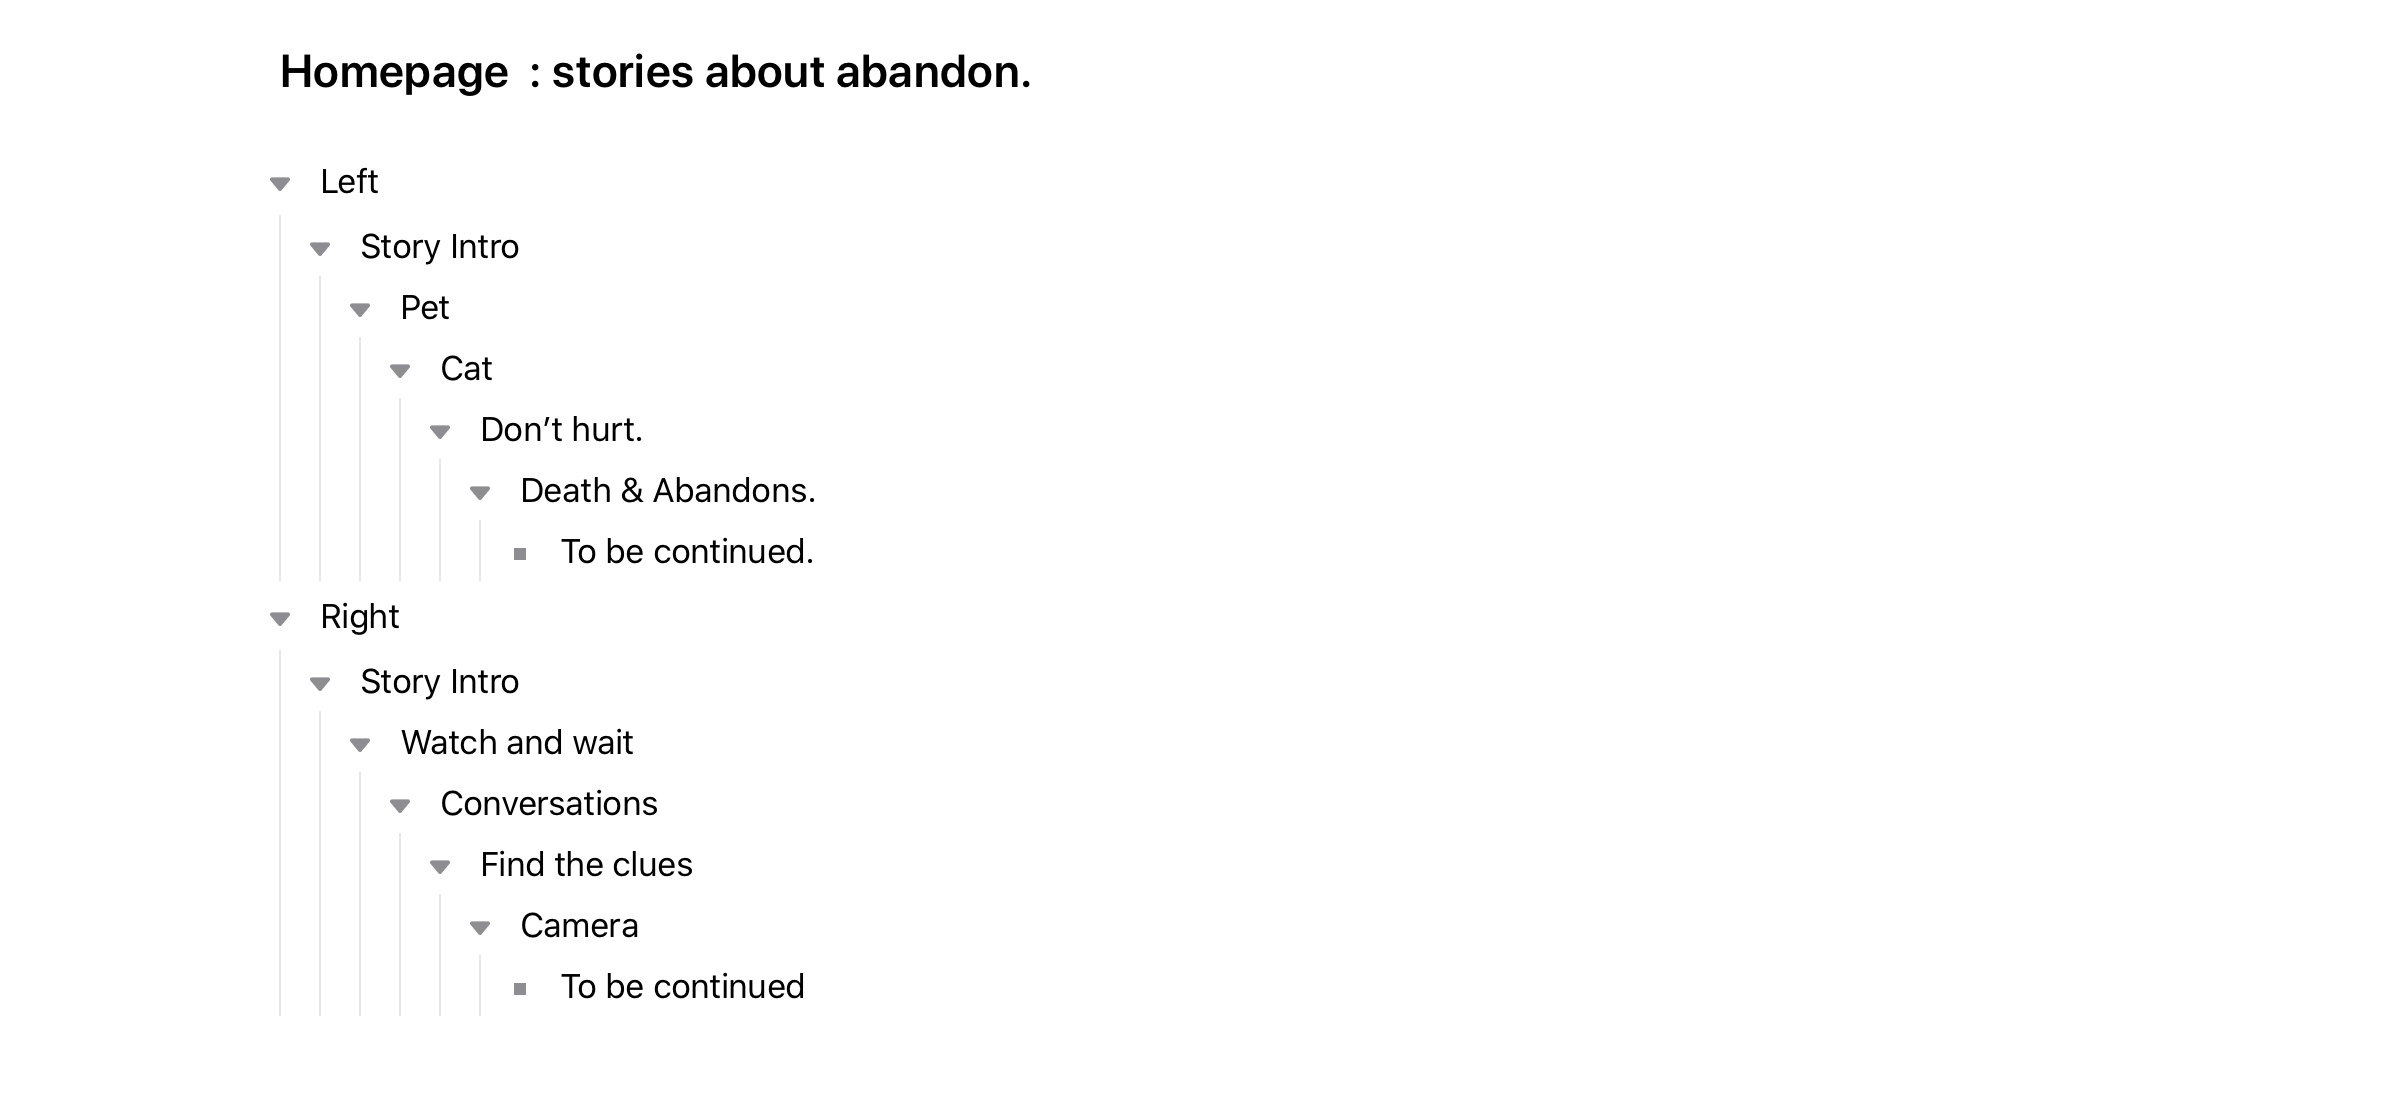 Homepage : stories about abandon.
Left
Story Intro
Pet
Cat
Don’t hurt.
Death & Abandons.
To be continued.
Right
Story Intro
Watch and wait
Conversations
Find the clues
Camera
To be continued